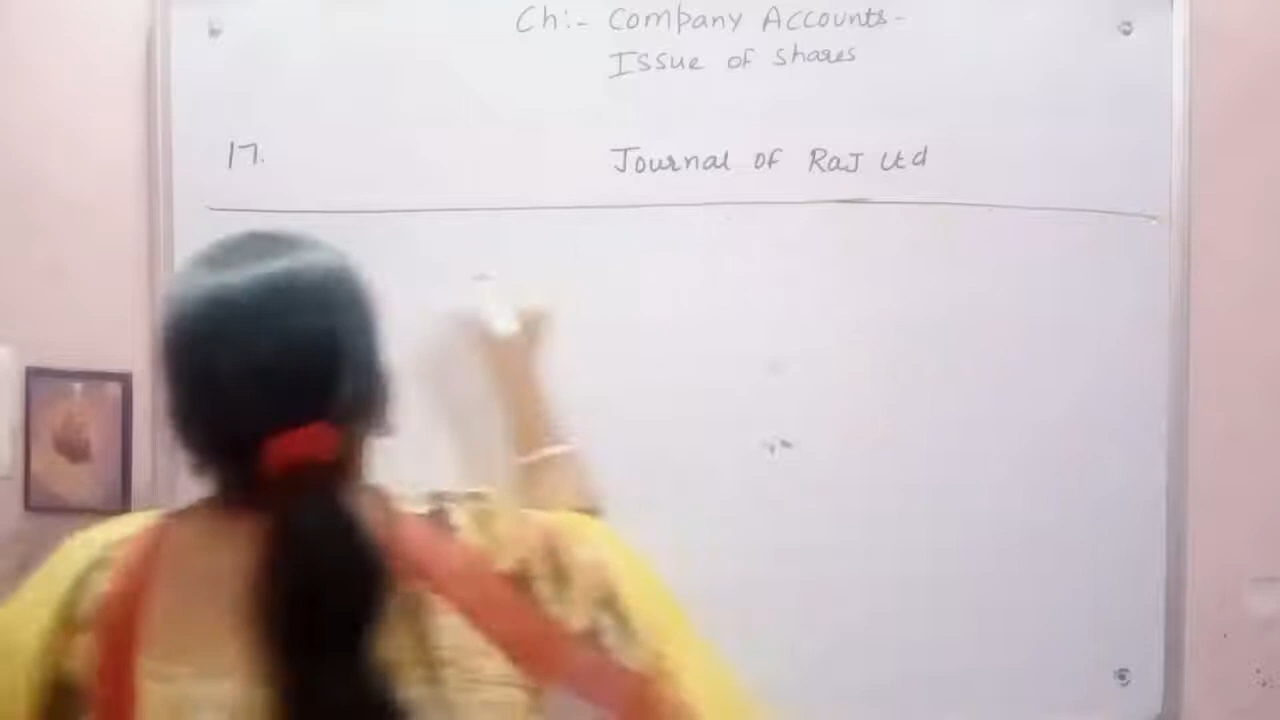 Ch:- Company Accounts-
Issue of shares
17. Journal of Raj Ltd